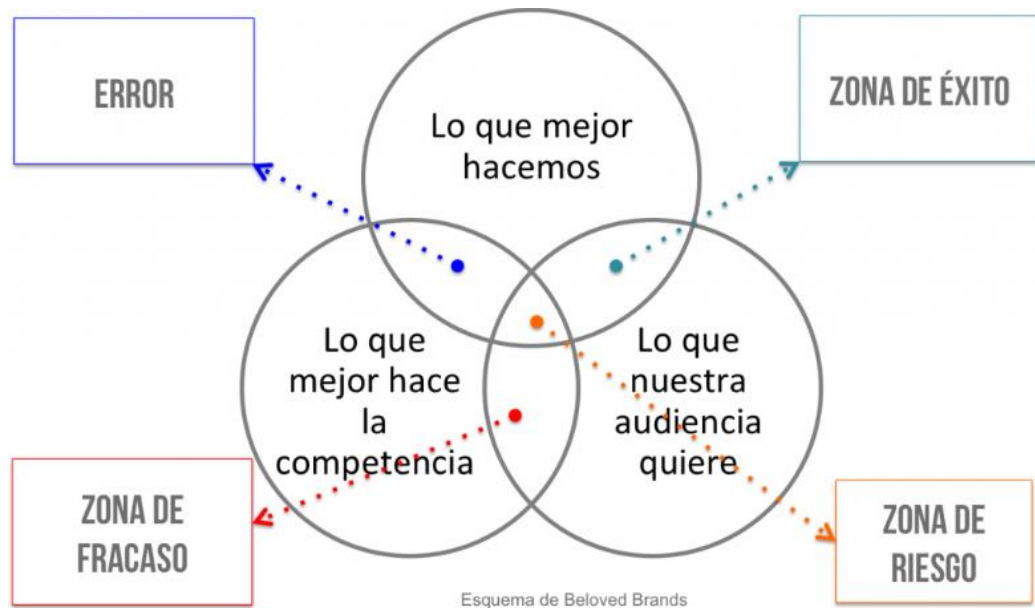 ERROR
ZONA DE ÉXITO
Lo que mejor
hacemos
Lo que
mejor hace
la
competencia
Lo que
nuestra
audiencia
quiere
ZONA DE
FRACASO
ZONA DE
RIESGO
Esquema de Beloved Brands